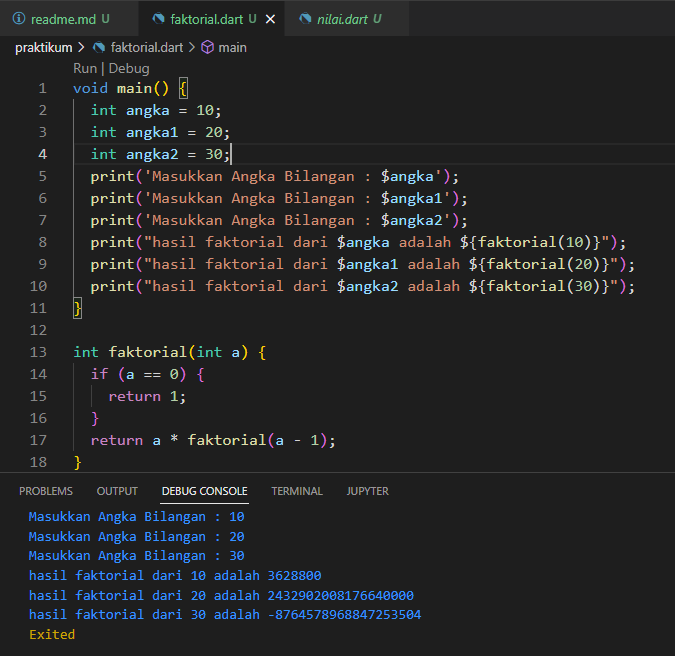 readme.md U faktorial.dart U nilai.dart U
praktikum > faktorial.dart > main
Run | Debug
1 void main() {
2 int angka = 10;
3 int angka1 = 20;
4 int angka2 = 30;
5 print('Masukkan Angka Bilangan : $angka');
6 print('Masukkan Angka Bilangan : $angka1');
7 print('Masukkan Angka Bilangan : $angka2');
8 print("hasil faktorial dari $angka adalah ${faktorial(10)}");
9 print("hasil faktorial dari $angka1 adalah ${faktorial(20)}");
10 print("hasil faktorial dari $angka2 adalah ${faktorial(30)}");
11 }
12
13 int faktorial(int a) {
14 if (a == 0) {
15 return 1;
16 }
17 return a * faktorial(a - 1);
18 }
PROBLEMS OUTPUT DEBUG CONSOLE TERMINAL JUPYTER
Masukkan Angka Bilangan : 10
Masukkan Angka Bilangan : 20
Masukkan Angka Bilangan : 30
hasil faktorial dari 10 adalah 3628800
hasil faktorial dari 20 adalah 2432902008176640000
hasil faktorial dari 30 adalah -8764578968847253504
Exited